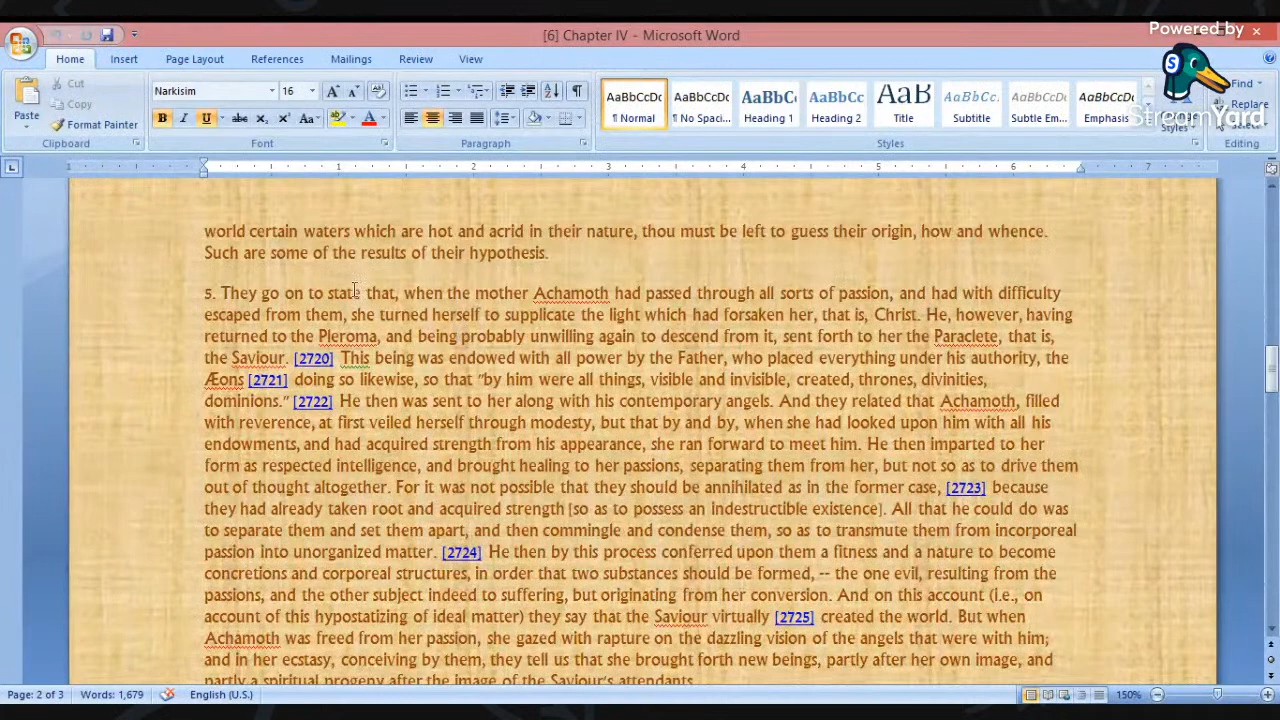 Powered by
StreamYard
[6] Chapter IV - Microsoft Word
Home Insert Page Layout References Mailings Review View
Paste
Cut
Copy
Format Painter
Clipboard
Markisim 16
Font
Paragraph
AaBbCcDc AaBbCcDc AaBbC AaBbCc AaB AaBbCc. AaBbCcDc AaBbCcDc
¶ Normal ¶ No Spaci... Heading 1 Heading 2 Title Subtitle Subtle Em... Emphasis
Styles
Styles
Find
Replace
Select
Editing
1 1 2 3 4 5 6 7
world certain waters which are hot and acrid in their nature, thou must be left to guess their origin, how and whence.
Such are some of the results of their hypothesis.
5. They go on to state that, when the mother Achamoth had passed through all sorts of passion, and had with difficulty
escaped from them, she turned herself to supplicate the light which had forsaken her, that is, Christ. He, however, having
returned to the Pleroma, and being probably unwilling again to descend from it, sent forth to her the Paraclete, that is,
the Saviour. [2720] This being was endowed with all power by the Father, who placed everything under his authority, the
Æons [2721] doing so likewise, so that "by him were all things, visible and invisible, created, thrones, divinities,
dominions." [2722] He then was sent to her along with his contemporary angels. And they related that Achamoth, filled
with reverence, at first veiled herself through modesty, but that by and by, when she had looked upon him with all his
endowments, and had acquired strength from his appearance, she ran forward to meet him. He then imparted to her
form as respected intelligence, and brought healing to her passions, separating them from her, but not so as to drive them
out of thought altogether. For it was not possible that they should be annihilated as in the former case, [2723] because
they had already taken root and acquired strength [so as to possess an indestructible existence]. All that he could do was
to separate them and set them apart, and then commingle and condense them, so as to transmute them from incorporeal
passion into unorganized matter. [2724] He then by this process conferred upon them a fitness and a nature to become
concretions and corporeal structures, in order that two substances should be formed, -- the one evil, resulting from the
passions, and the other subject indeed to suffering, but originating from her conversion. And on this account (i.e., on
account of this hypostatizing of ideal matter) they say that the Saviour virtually [2725] created the world. But when
Achamoth was freed from her passion, she gazed with rapture on the dazzling vision of the angels that were with him;
and in her ecstasy, conceiving by them, they tell us that she brought forth new beings, partly after her own image, and
partly a spiritual progeny after the image of the Saviour's attendants.
Page: 2 of 3 Words: 1,679 English (U.S.) 150%